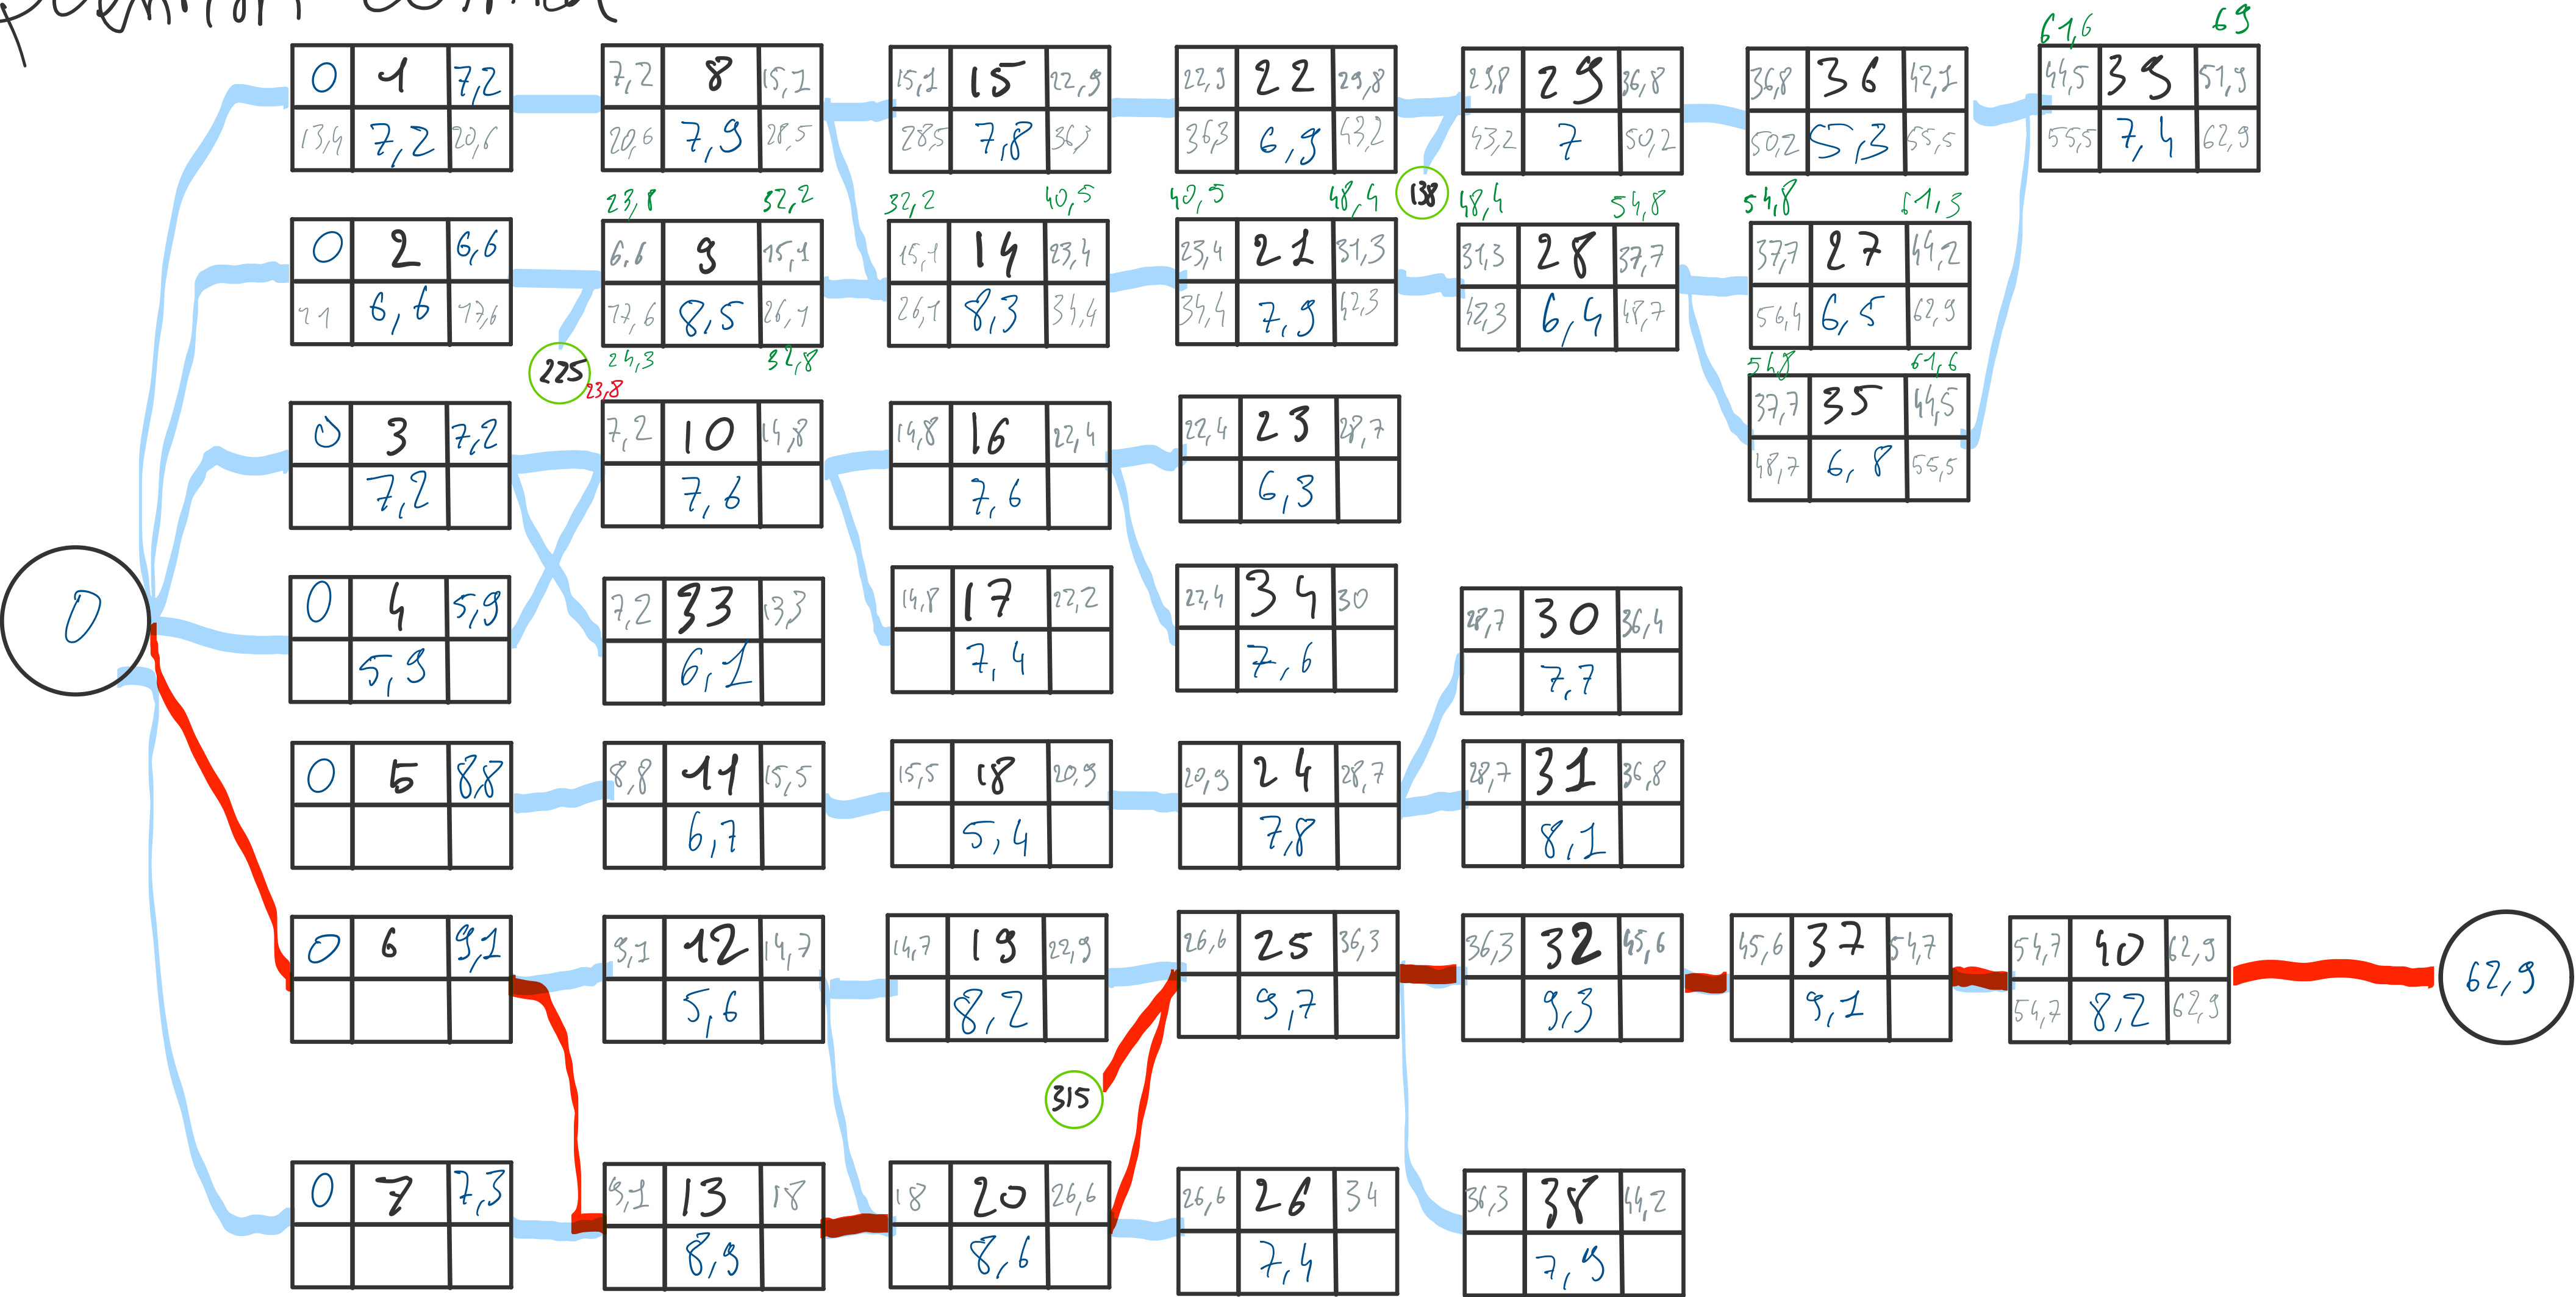 61,6 69
0 1 7,2 7,2 8 15,1 15,1 15 22,9 22,9 22 29,8 29,8 29 36,8 36,8 36 42,1 44,5 39 51,9
13,4 7,2 20,6 20,6 7,9 28,5 28,5 7,8 36,3 36,3 6,9 43,2 43,2 7 50,2 50,2 5,3 55,5 55,5 7,4 62,9
138
23,8 32,2 32,2 40,5 40,5 48,4 48,4 54,8 54,8 61,3
0 2 6,6 6,6 9 15,1 15,1 14 23,4 23,4 21 31,3 31,3 28 37,7 37,7 27 44,2
11 6,6 17,6 17,6 8,5 26,1 26,1 8,3 34,4 34,4 7,9 42,3 42,3 6,4 48,7 56,4 6,5 62,9
225 24,3 32,8 54,8 61,6
23,8
0 3 7,2 7,2 10 14,8 14,8 16 22,4 22,4 23 28,7 37,7 35 44,5
7,2 7,6 7,6 6,3 48,7 6,8 55,5
0
0 4 5,9 7,2 33 13,3 14,8 17 22,2 22,4 34 30 28,7 30 36,4
5,9 6,1 7,4 7,6 7,7
0 5 8,8 8,8 11 15,5 15,5 18 20,9 20,9 24 28,7 28,7 31 36,8
6,7 5,4 7,8 8,1
0 6 9,1 9,1 12 14,7 14,7 19 22,9 26,6 25 36,3 36,3 32 45,6 45,6 37 54,7 54,7 40 62,9
5,6 8,2 9,7 9,3 9,1 54,7 8,2 62,9
62,9
315
0 7 7,3 9,1 13 18 18 20 26,6 26,6 26 34 36,3 38 44,2
8,9 8,6 7,4 7,9